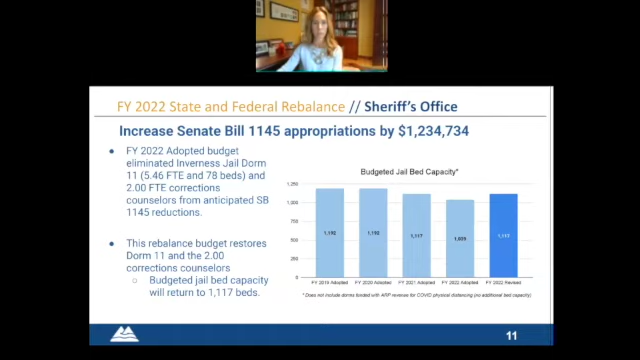 FY 2022 State and Federal Rebalance // Sheriff's Office
Increase Senate Bill 1145 appropriations by $1,234,734
● FY 2022 Adopted budget
eliminated Inverness Jail Dorm
11 (5.46 FTE and 78 beds) and
2.00 FTE corrections
counselors from anticipated SB
1145 reductions.
● This rebalance budget restores
Dorm 11 and the 2.00
corrections counselors
○ Budgeted jail bed capacity
will return to 1,117 beds.
Budgeted Jail Bed Capacity*
1,250
1,000
750
500
250
0
1,192 1,192 1,117 1,039 1,117
FY 2019 Adopted FY 2020 Adopted FY 2021 Adopted FY 2022 Adopted FY 2022 Revised
* Does not include dorms funded with ARP revenue for COVID physical distancing (no additional bed capacity)
11